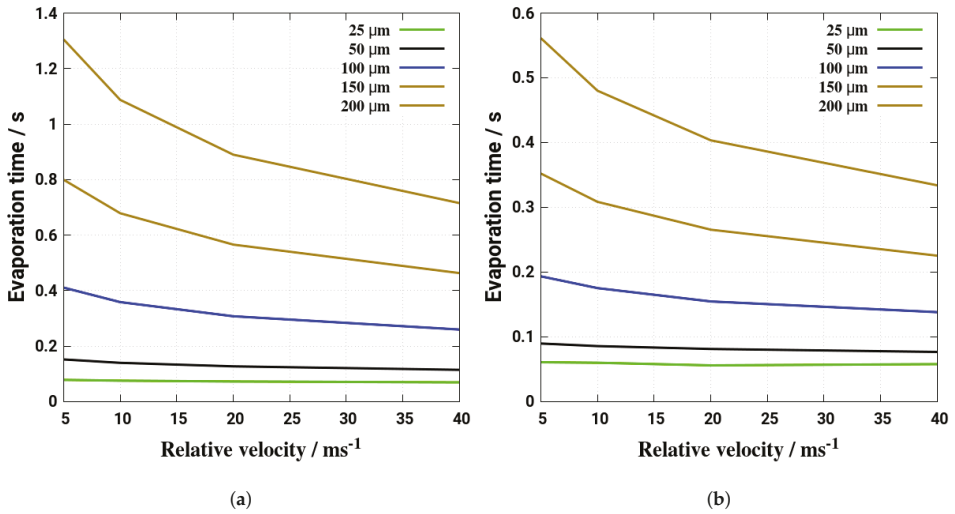 1.4
1.2
1
0.8
0.6
0.4
0.2
0
5 10 15 20 25 30 35 40
Evaporation time / s
Relative velocity / ms⁻¹
25 µm
50 µm
100 µm
150 µm
200 µm
(a)
0.6
0.5
0.4
0.3
0.2
0.1
0
5 10 15 20 25 30 35 40
Evaporation time / s
Relative velocity / ms⁻¹
25 µm
50 µm
100 µm
150 µm
200 µm
(b)